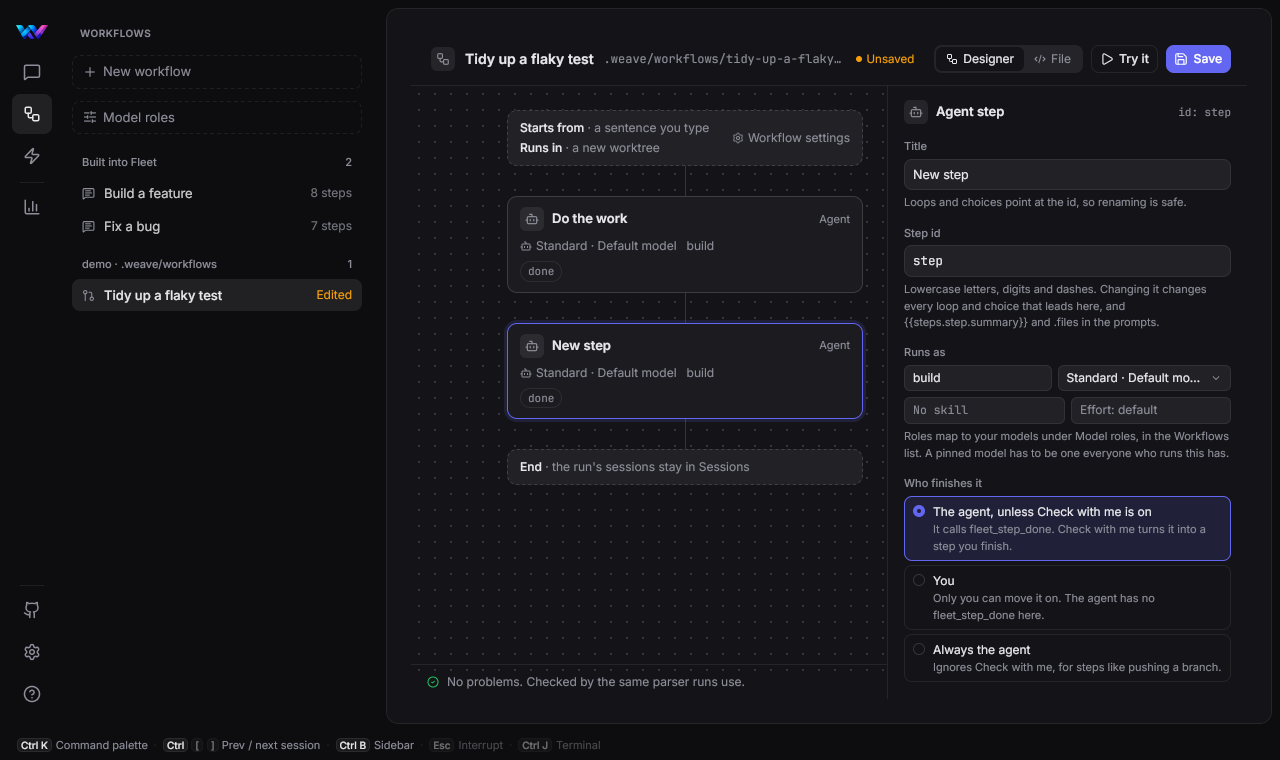 WORKFLOWS
New workflow
Model roles
Built into Fleet 2
Build a feature 8 steps
Fix a bug 7 steps
demo · .weave/workflows 1
Tidy up a flaky test Edited
Tidy up a flaky test .weave/workflows/tidy-up-a-flaky… Unsaved Designer File Try it Save
Starts from · a sentence you type
Runs in · a new worktree
Workflow settings
Do the work Agent
Standard · Default model build
done
New step Agent
Standard · Default model build
done
End · the run's sessions stay in Sessions
No problems. Checked by the same parser runs use.
Agent step id: step
Title
New step
Loops and choices point at the id, so renaming is safe.
Step id
step
Lowercase letters, digits and dashes. Changing it changes
every loop and choice that leads here, and
{{steps.step.summary}} and .files in the prompts.
Runs as
build Standard · Default mo...
No skill Effort: default
Roles map to your models under Model roles, in the Workflows
list. A pinned model has to be one everyone who runs this has.
Who finishes it
The agent, unless Check with me is on
It calls fleet_step_done. Check with me turns it into a
step you finish.
You
Only you can move it on. The agent has no
fleet_step_done here.
Always the agent
Ignores Check with me, for steps like pushing a branch.
Ctrl K Command palette · Ctrl [ ] Prev / next session · Ctrl B Sidebar · Esc Interrupt · Ctrl J Terminal